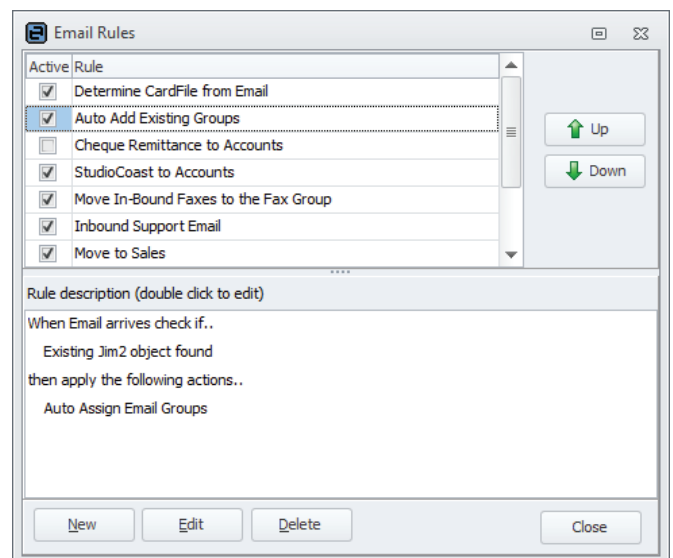 Email Rules
Active Rule
Determine CardFile from Email
Auto Add Existing Groups
Cheque Remittance to Accounts
StudioCoast to Accounts
Move In-Bound Faxes to the Fax Group
Inbound Support Email
Move to Sales
Up
Down
Rule description (double click to edit)
When Email arrives check if..
Existing Jim2 object found
then apply the following actions..
Auto Assign Email Groups
New Edit Delete Close